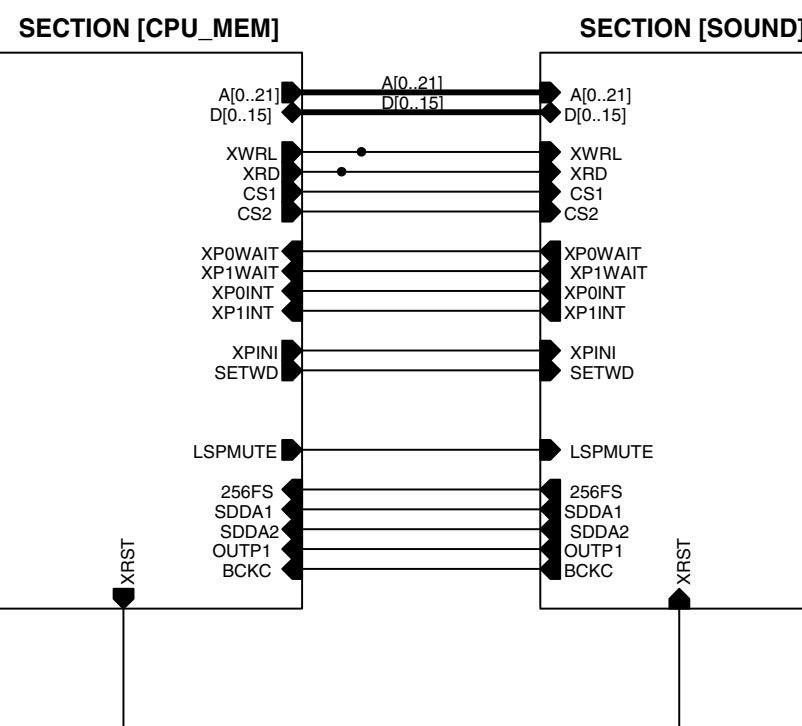 SECTION [CPU_MEM] SECTION [SOUND]
A[0..21] A[0..21] A[0..21]
D[0..15] D[0..15] D[0..15]
XWRL XWRL
XRD XRD
CS1 CS1
CS2 CS2
XP0WAIT XP0WAIT
XP1WAIT XP1WAIT
XP0INT XP0INT
XP1INT XP1INT
XPINI XPINI
SETWD SETWD
LSPMUTE LSPMUTE
256FS 256FS
SDDA1 SDDA1
SDDA2 SDDA2
OUTP1 OUTP1
BCKC BCKC
XRST XRST